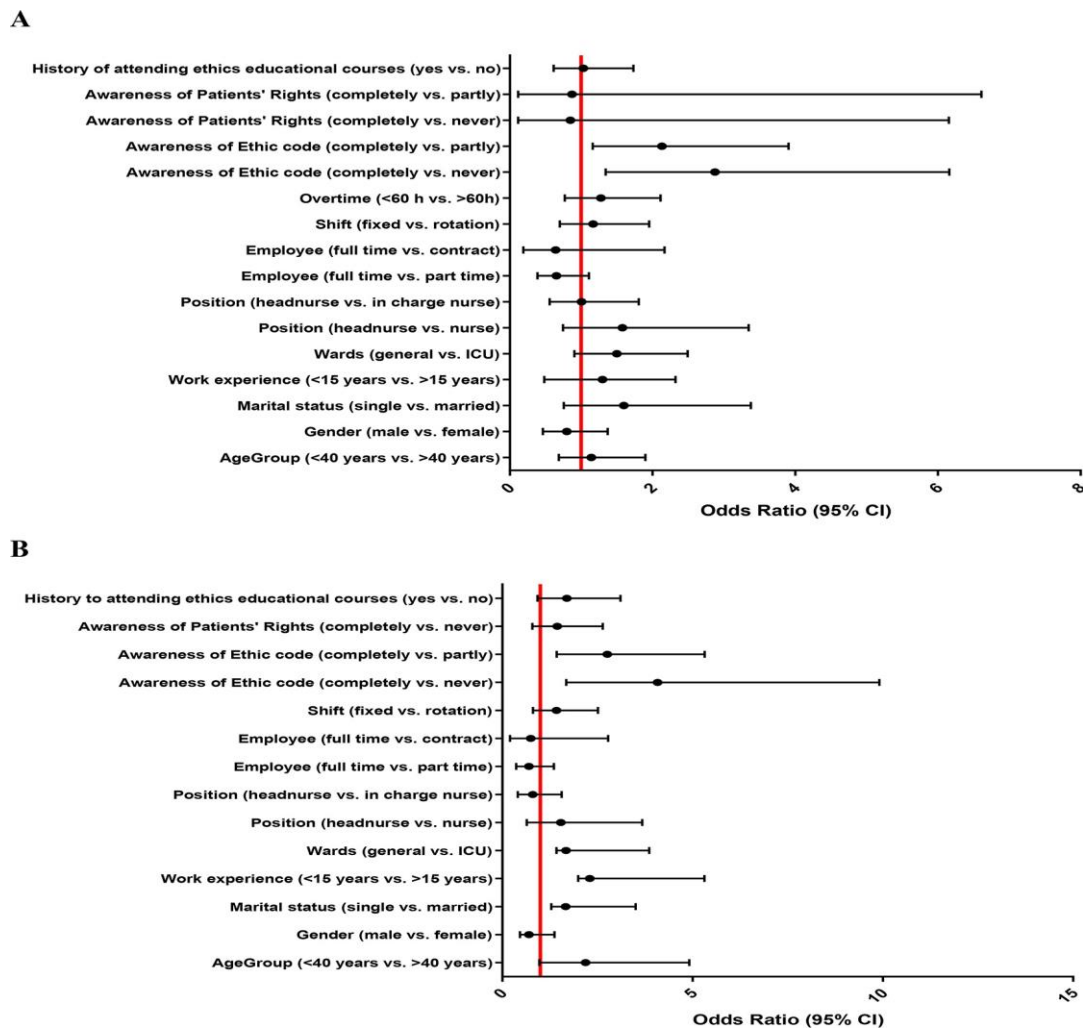 A
History of attending ethics educational courses (yes vs. no)
Awareness of Patients' Rights (completely vs. partly)
Awareness of Patients' Rights (completely vs. never)
Awareness of Ethic code (completely vs. partly)
Awareness of Ethic code (completely vs. never)
Overtime (<60 h vs. >60h)
Shift (fixed vs. rotation)
Employee (full time vs. contract)
Employee (full time vs. part time)
Position (headnurse vs. in charge nurse)
Position (headnurse vs. nurse)
Wards (general vs. ICU)
Work experience (<15 years vs. >15 years)
Marital status (single vs. married)
Gender (male vs. female)
AgeGroup (<40 years vs. >40 years)
0 2 4 6 8
Odds Ratio (95% CI)
B
History to attending ethics educational courses (yes vs. no)
Awareness of Patients' Rights (completely vs. never)
Awareness of Ethic code (completely vs. partly)
Awareness of Ethic code (completely vs. never)
Shift (fixed vs. rotation)
Employee (full time vs. contract)
Employee (full time vs. part time)
Position (headnurse vs. in charge nurse)
Position (headnurse vs. nurse)
Wards (general vs. ICU)
Work experience (<15 years vs. >15 years)
Marital status (single vs. married)
Gender (male vs. female)
AgeGroup (<40 years vs. >40 years)
0 5 10 15
Odds Ratio (95% CI)